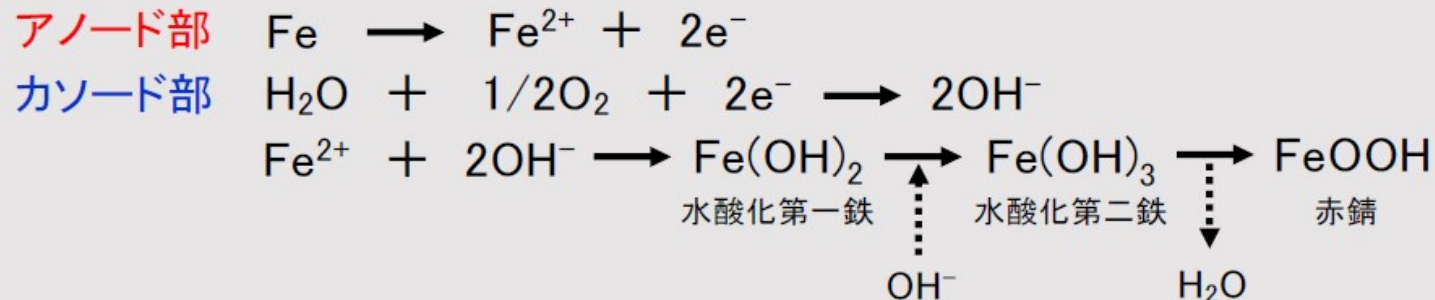 アノード部 Fe → Fe²⁺ + 2e⁻
カソード部 H₂O + 1/2O₂ + 2e⁻ → 2OH⁻
Fe²⁺ + 2OH⁻ → Fe(OH)₂ → Fe(OH)₃ → FeOOH
水酸化第一鉄 水酸化第二鉄 赤錆
OH⁻ H₂O